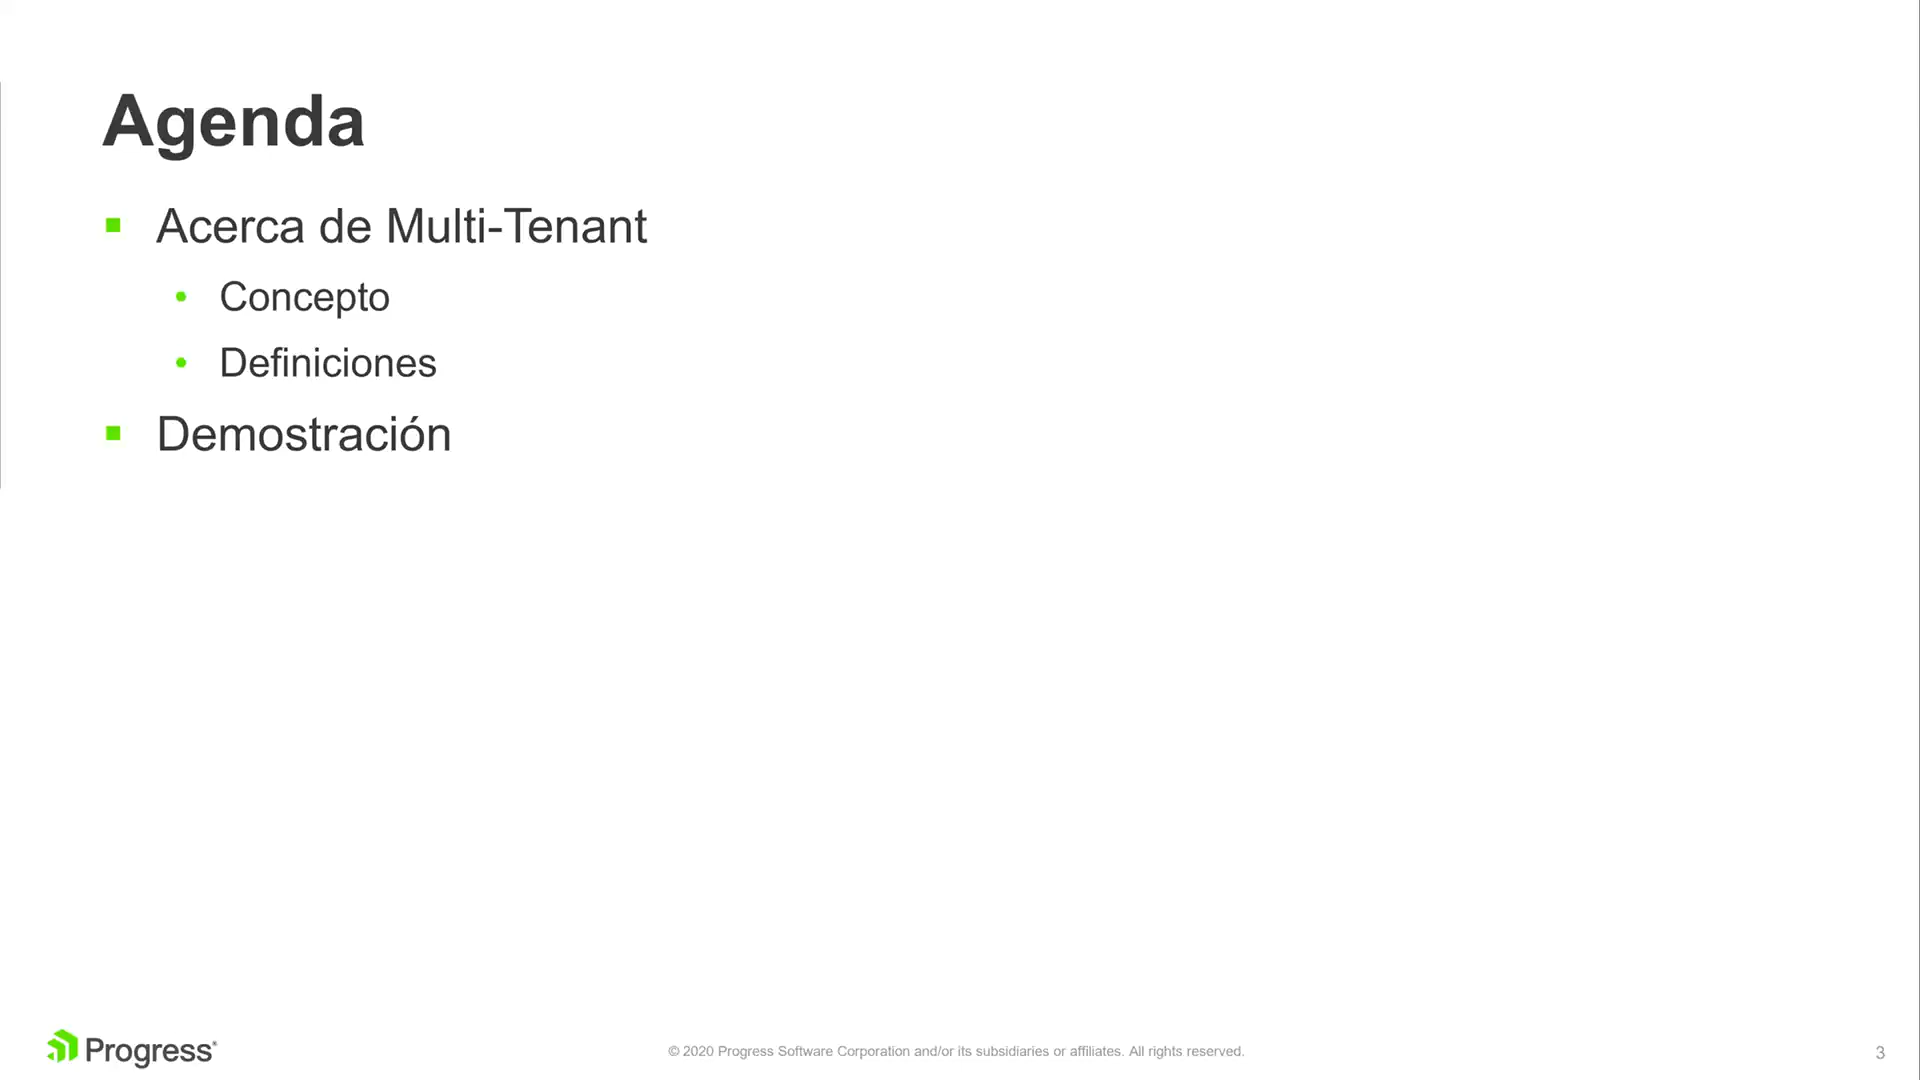 Agenda
Acerca de Multi-Tenant
Concepto
Definiciones
Demostración
Progress®
© 2020 Progress Software Corporation and/or its subsidiaries or affiliates. All rights reserved.
3